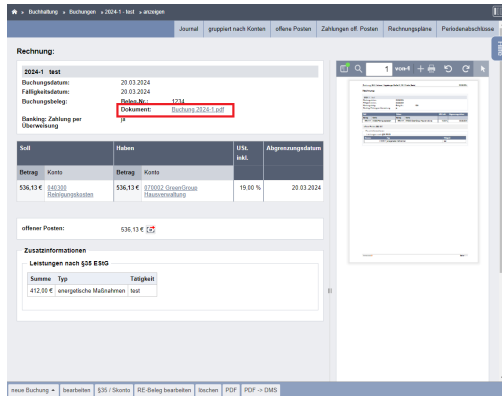 » Buchhaltung » Buchungen » 2024-1 - test » anzeigen
Journal gruppiert nach Konten offene Posten Zahlungen off. Posten Rechnungspläne Periodenabschlüsse
Rechnung:
2024-1 test
Buchungsdatum: 20.03.2024
Fälligkeitsdatum: 20.03.2024
Buchungsbeleg: Beleg.Nr.: 1234
Dokument: Buchung 2024-1.pdf
Banking: Zahlung per Überweisung ja
Soll Haben USt. inkl. Abgrenzungsdatum
Betrag Konto Betrag Konto
536,13 € 040300 Reinigungskosten 536,13 € 070002 GreenGroup Hausverwaltung 19,00 % 20.03.2024
offener Posten: 536,13 €
Zusatzinformationen
Leistungen nach §35 EStG
Summe Typ Tätigkeit
412,00 € energetische Maßnahmen test
1 von 1
neue Buchung bearbeiten §35 / Skonto RE-Beleg bearbeiten löschen PDF PDF -> DMS